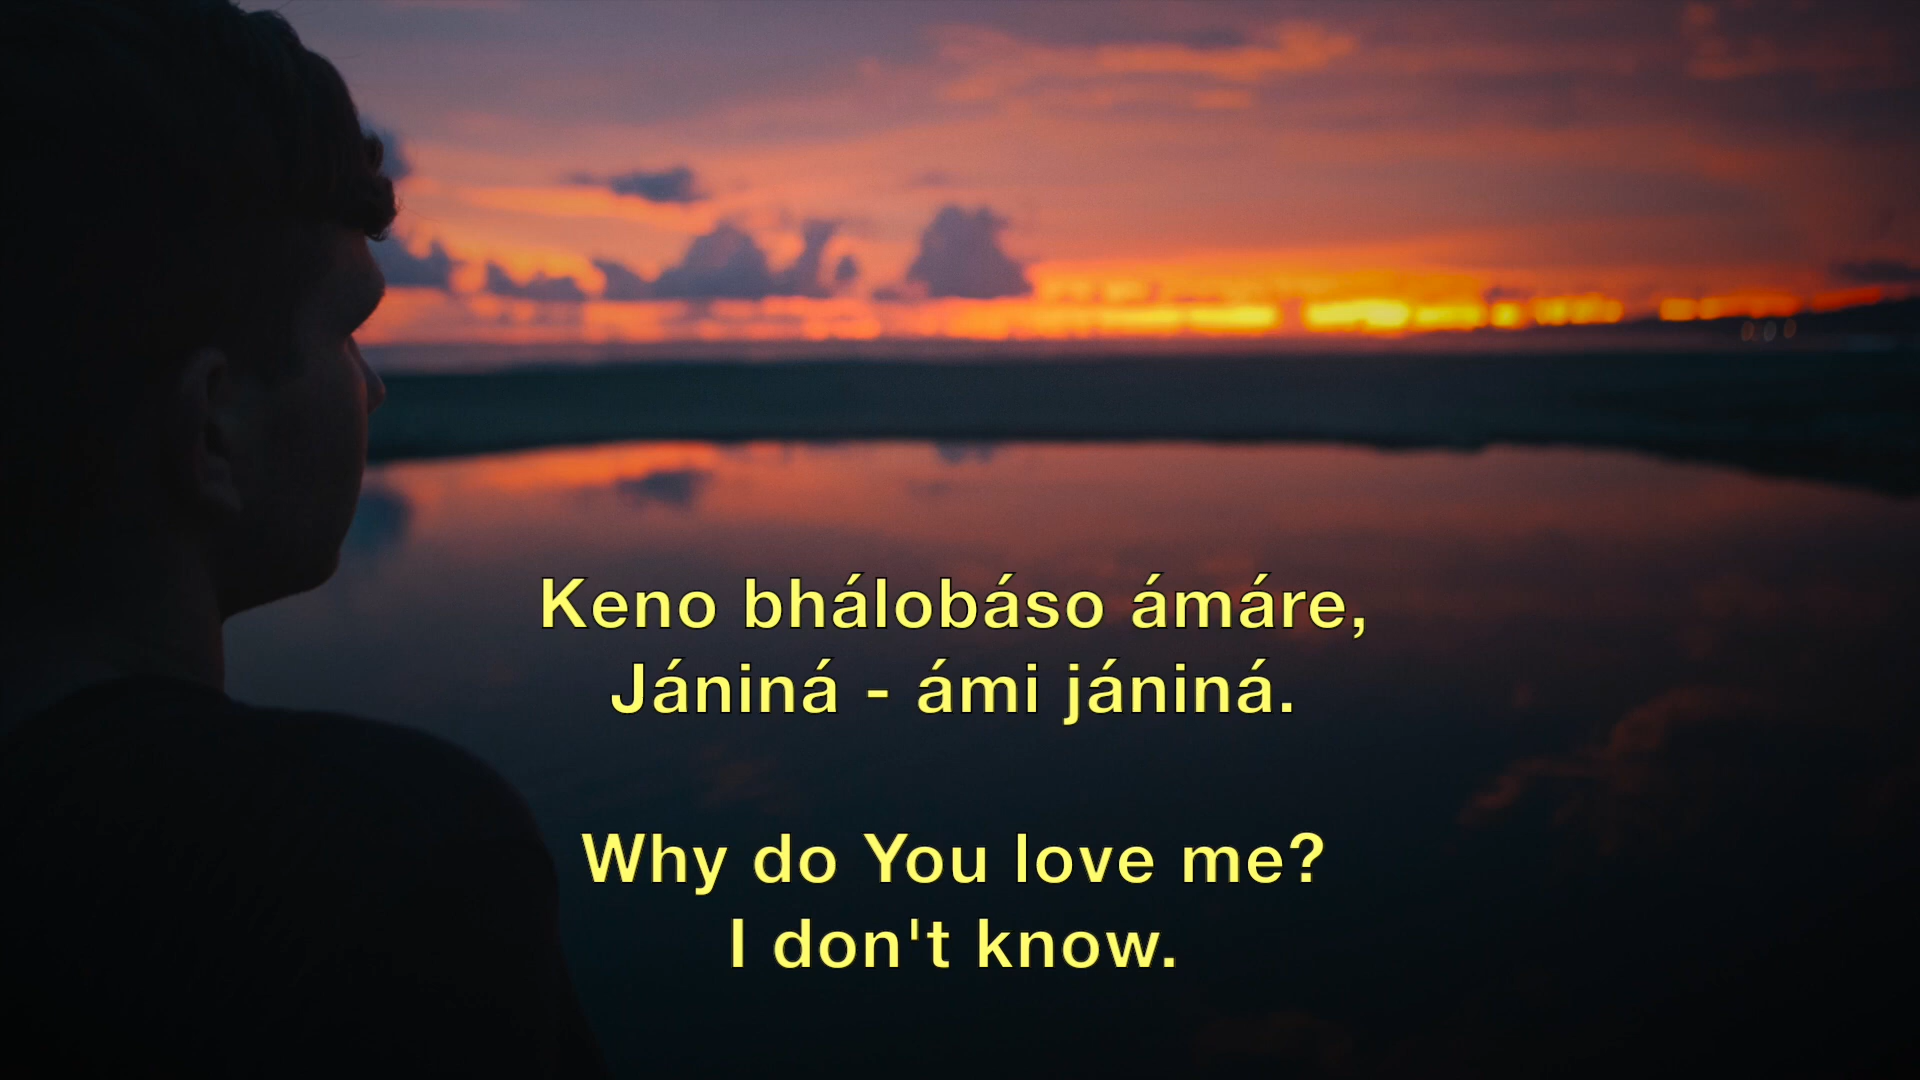 Keno bhálobáso ámáre,
Jániná - ámi jániná.
Why do You love me?
I don't know.